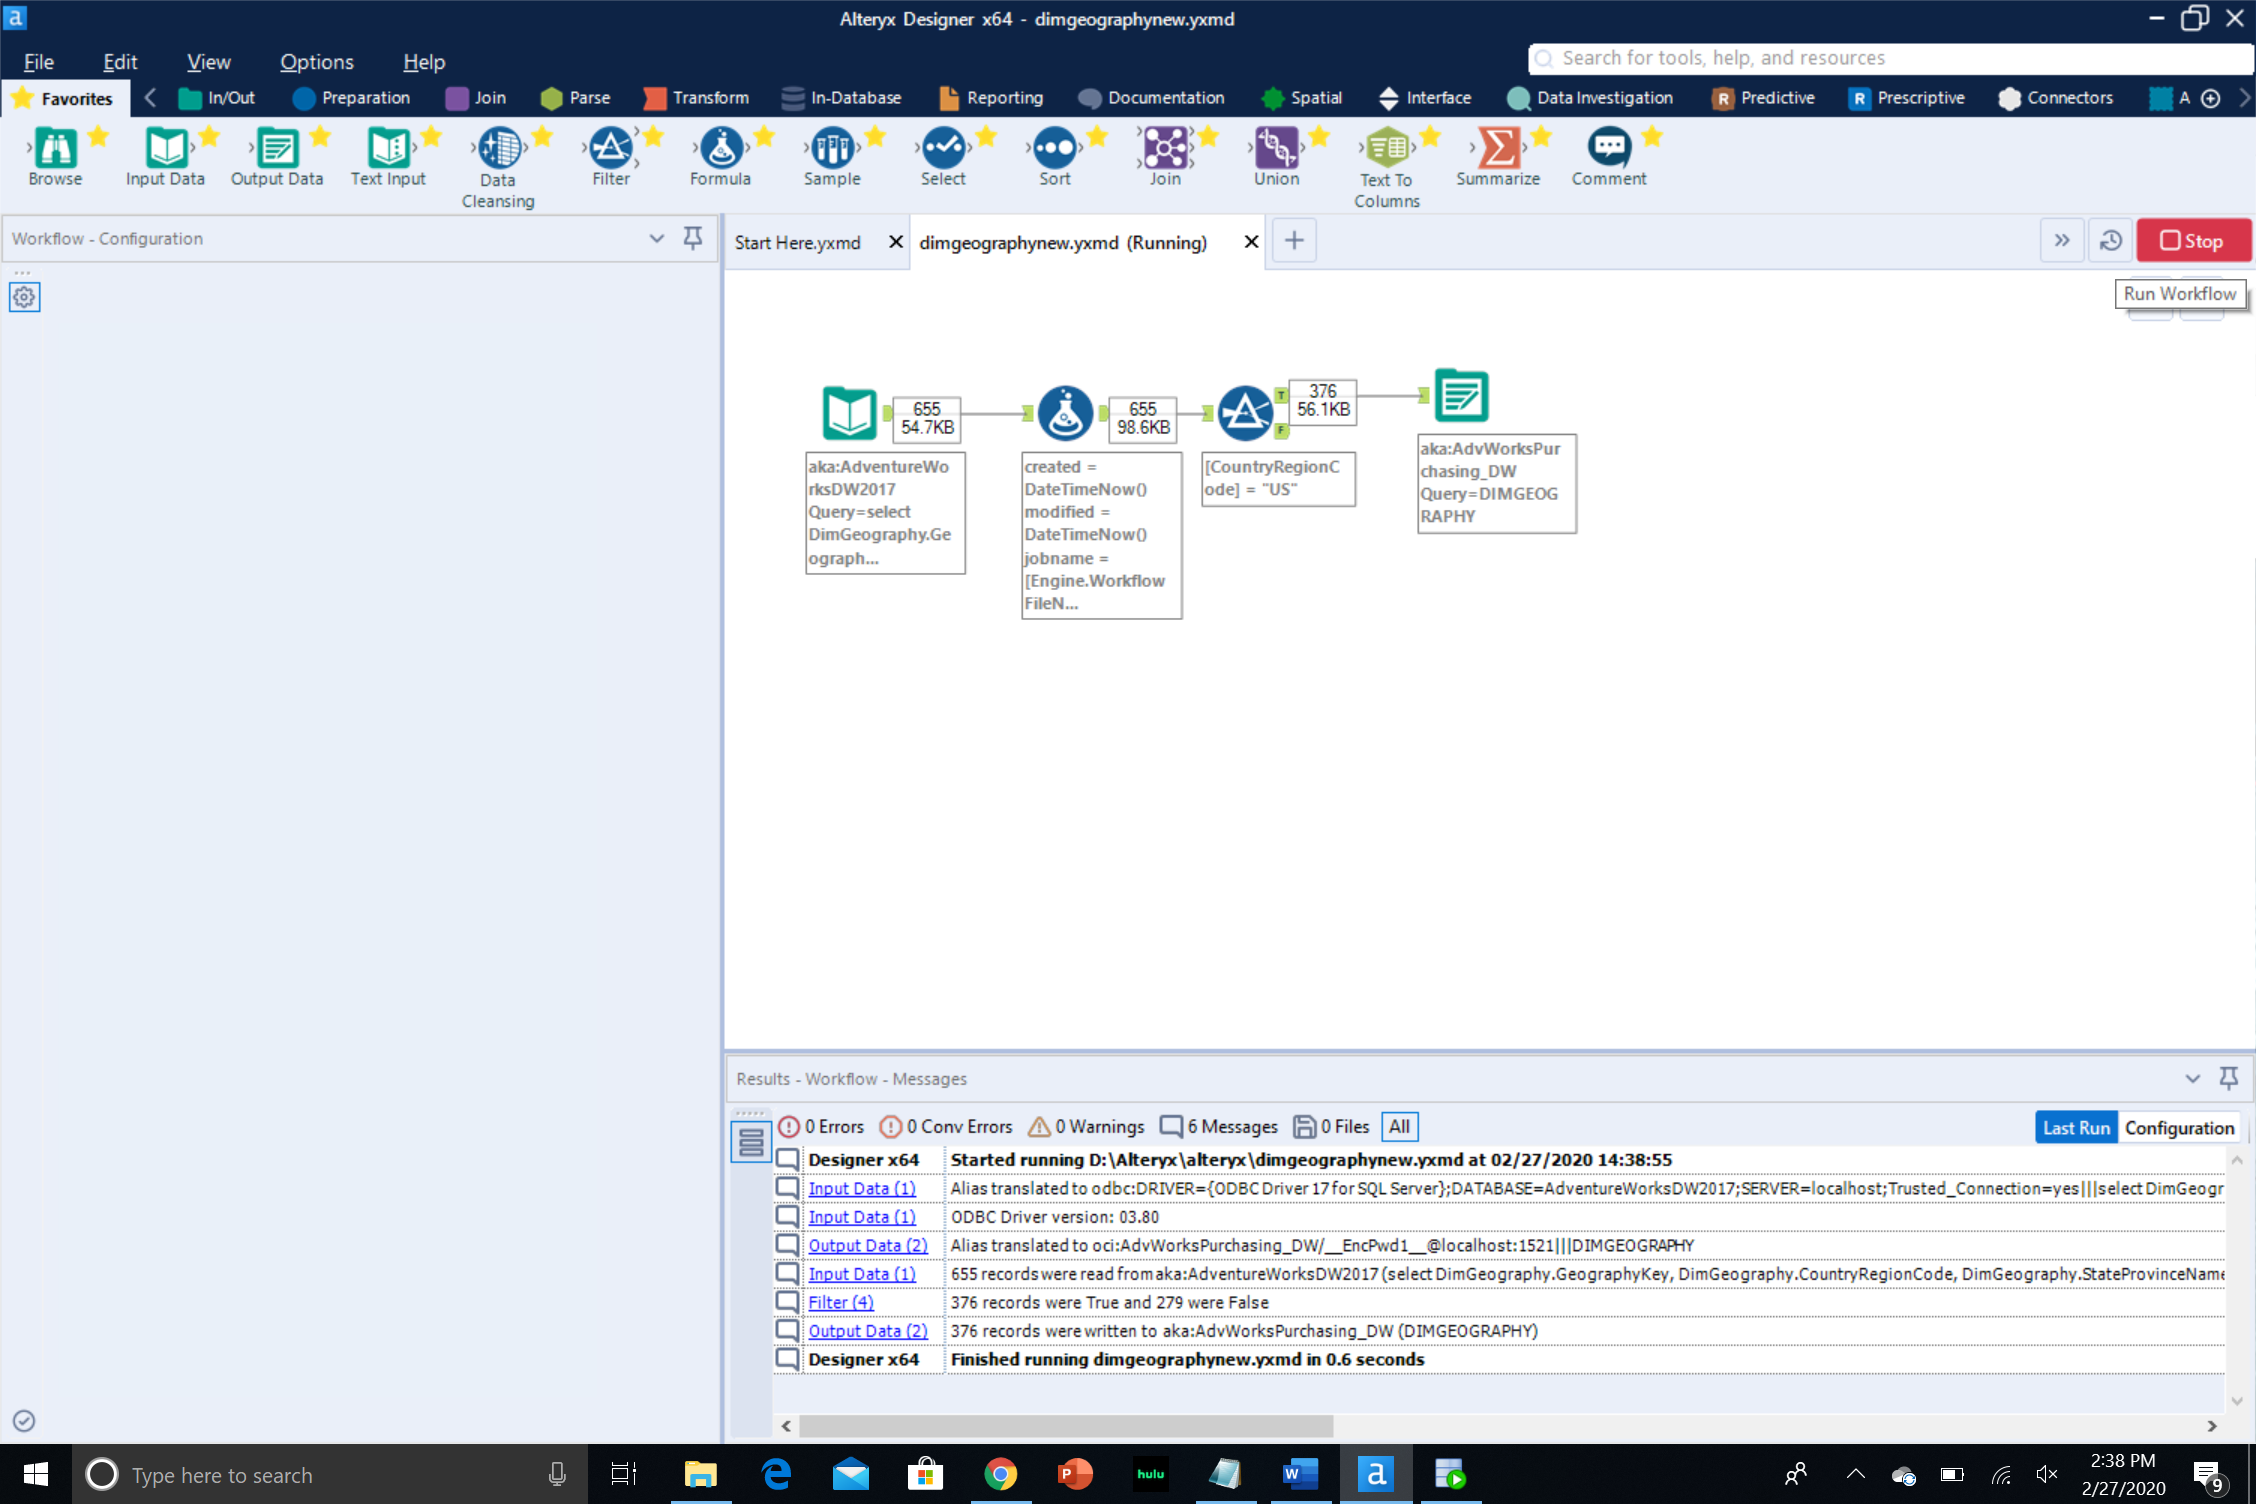 a
Alteryx Designer x64 - dimgeographynew.yxmd
File Edit View Options Help
Search for tools, help, and resources
Favorites In/Out Preparation Join Parse Transform In-Database Reporting Documentation Spatial Interface Data Investigation R Predictive R Prescriptive Connectors A
Browse Input Data Output Data Text Input Data Cleansing Filter Formula Sample Select Sort Join Union Text To Columns Summarize Comment
Workflow - Configuration
Start Here.yxmd
dimgeographynew.yxmd (Running)
Stop
Run Workflow
655
54.7KB
655
98.6KB
T
F
376
56.1KB
aka:AdventureWo
rksDW2017
Query=select
DimGeography.Ge
ograph...
created =
DateTimeNow()
modified =
DateTimeNow()
jobname =
[Engine.Workflow
FileN...
[CountryRegionC
ode] = "US"
aka:AdvWorksPur
chasing_DW
Query=DIMGEOG
RAPHY
Results - Workflow - Messages
0 Errors 0 Conv Errors 0 Warnings 6 Messages 0 Files All
Last Run Configuration
Designer x64 Started running D:\Alteryx\alteryx\dimgeographynew.yxmd at 02/27/2020 14:38:55
Input Data (1) Alias translated to odbc:DRIVER={ODBC Driver 17 for SQL Server};DATABASE=AdventureWorksDW2017;SERVER=localhost;Trusted_Connection=yes|||select DimGeogr
Input Data (1) ODBC Driver version: 03.80
Output Data (2) Alias translated to oci:AdvWorksPurchasing_DW/__EncPwd1__@localhost:1521|||DIMGEOGRAPHY
Input Data (1) 655 records were read from aka:AdventureWorksDW2017 (select DimGeography.GeographyKey, DimGeography.CountryRegionCode, DimGeography.StateProvinceName
Filter (4) 376 records were True and 279 were False
Output Data (2) 376 records were written to aka:AdvWorksPurchasing_DW (DIMGEOGRAPHY)
Designer x64 Finished running dimgeographynew.yxmd in 0.6 seconds
Type here to search
hulu
a
2:38 PM
2/27/2020
9